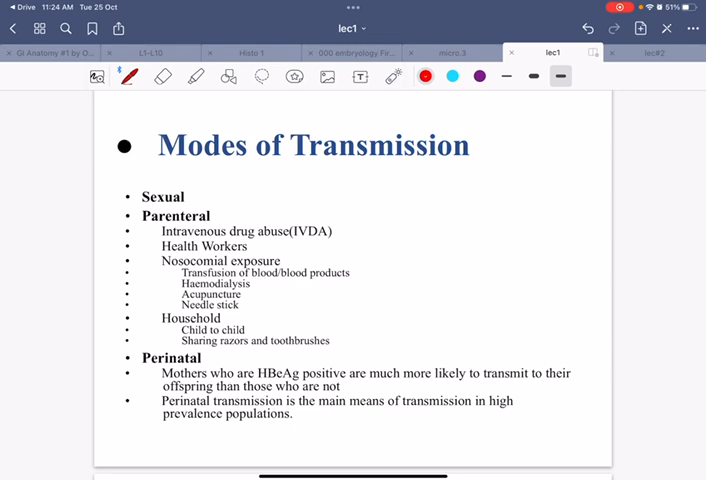 Drive 11:24 AM Tue 25 Oct
51%
lec1
GI Anatomy #1 by O...
L1-L10
Histo 1
000 embryology Fir...
micro.3
lec1
lec#2
Modes of Transmission
Sexual
Parenteral
Intravenous drug abuse(IVDA)
Health Workers
Nosocomial exposure
Transfusion of blood/blood products
Haemodialysis
Acupuncture
Needle stick
Household
Child to child
Sharing razors and toothbrushes
Perinatal
Mothers who are HBeAg positive are much more likely to transmit to their
offspring than those who are not
Perinatal transmission is the main means of transmission in high
prevalence populations.